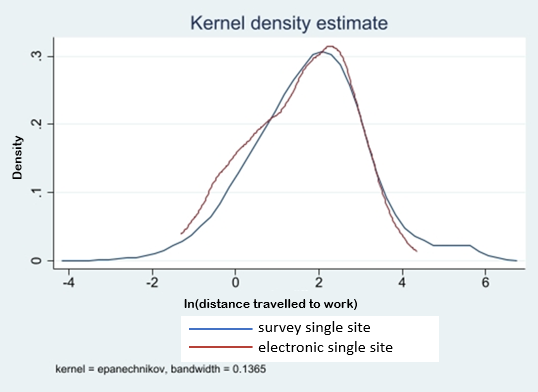 Kernel density estimate
.3
.2
.1
0
Density
-4 -2 0 2 4 6
ln(distance travelled to work)
survey single site
electronic single site
kernel = epanechnikov, bandwidth = 0.1365